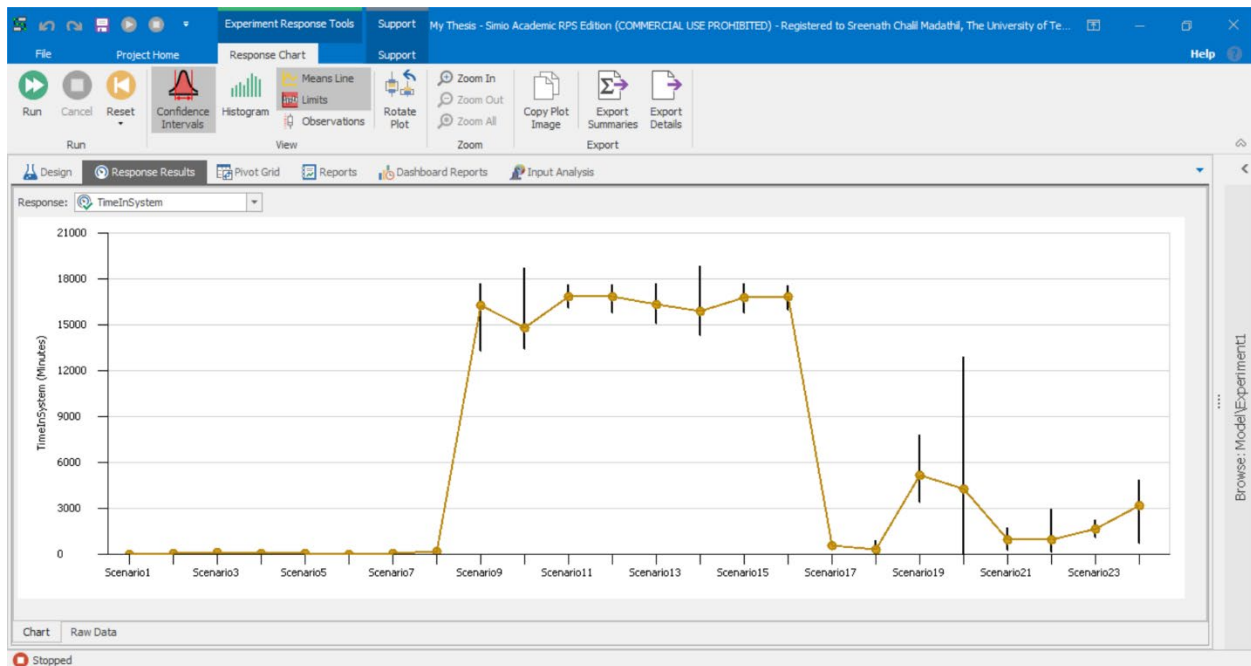 Experiment Response Tools
Support
My Thesis - Simio Academic RPS Edition (COMMERCIAL USE PROHIBITED) - Registered to Sreenath Chalil Madathil, The University of Te...
File
Project Home
Response Chart
Support
Help
Run
Cancel
Reset
Confidence
Intervals
Histogram
Means Line
Limits
Observations
Rotate
Plot
Zoom In
Zoom Out
Zoom All
Copy Plot
Image
Export
Summaries
Export
Details
Run
View
Zoom
Export
Design
Response Results
Pivot Grid
Reports
Dashboard Reports
Input Analysis
Response:
TimeInSystem
21000
18000
15000
12000
9000
6000
3000
0
TimeInSystem (Minutes)
Scenario1
Scenario3
Scenario5
Scenario7
Scenario9
Scenario11
Scenario13
Scenario15
Scenario17
Scenario19
Scenario21
Scenario23
Browse: Model\Experiment1
Chart
Raw Data
Stopped